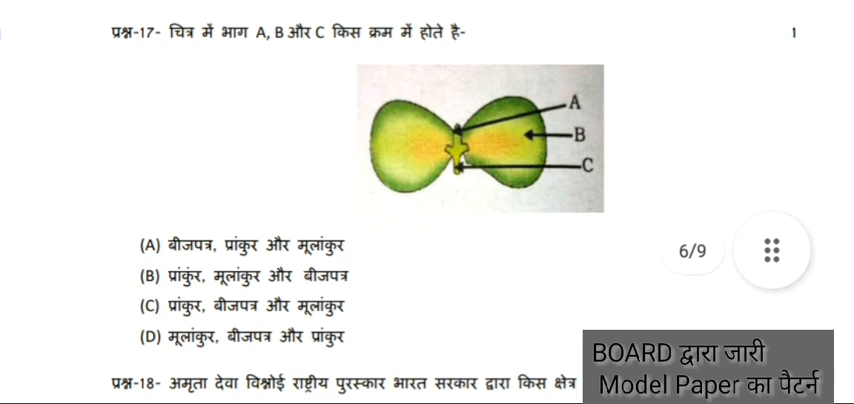 प्रश्न-17- चित्र में भाग A, B और C किस क्रम में होते है-
1
A
B
C
(A) बीजपत्र, प्रांकुर और मूलांकुर
(B) प्रांकुंर, मूलांकुर और बीजपत्र
(C) प्रांकुर, बीजपत्र और मूलांकुर
(D) मूलांकुर, बीजपत्र और प्रांकुर
6/9
BOARD द्वारा जारी
Model Paper का पैटर्न
प्रश्न-18- अमृता देवा विश्नोई राष्ट्रीय पुरस्कार भारत सरकार द्वारा किस क्षेत्र